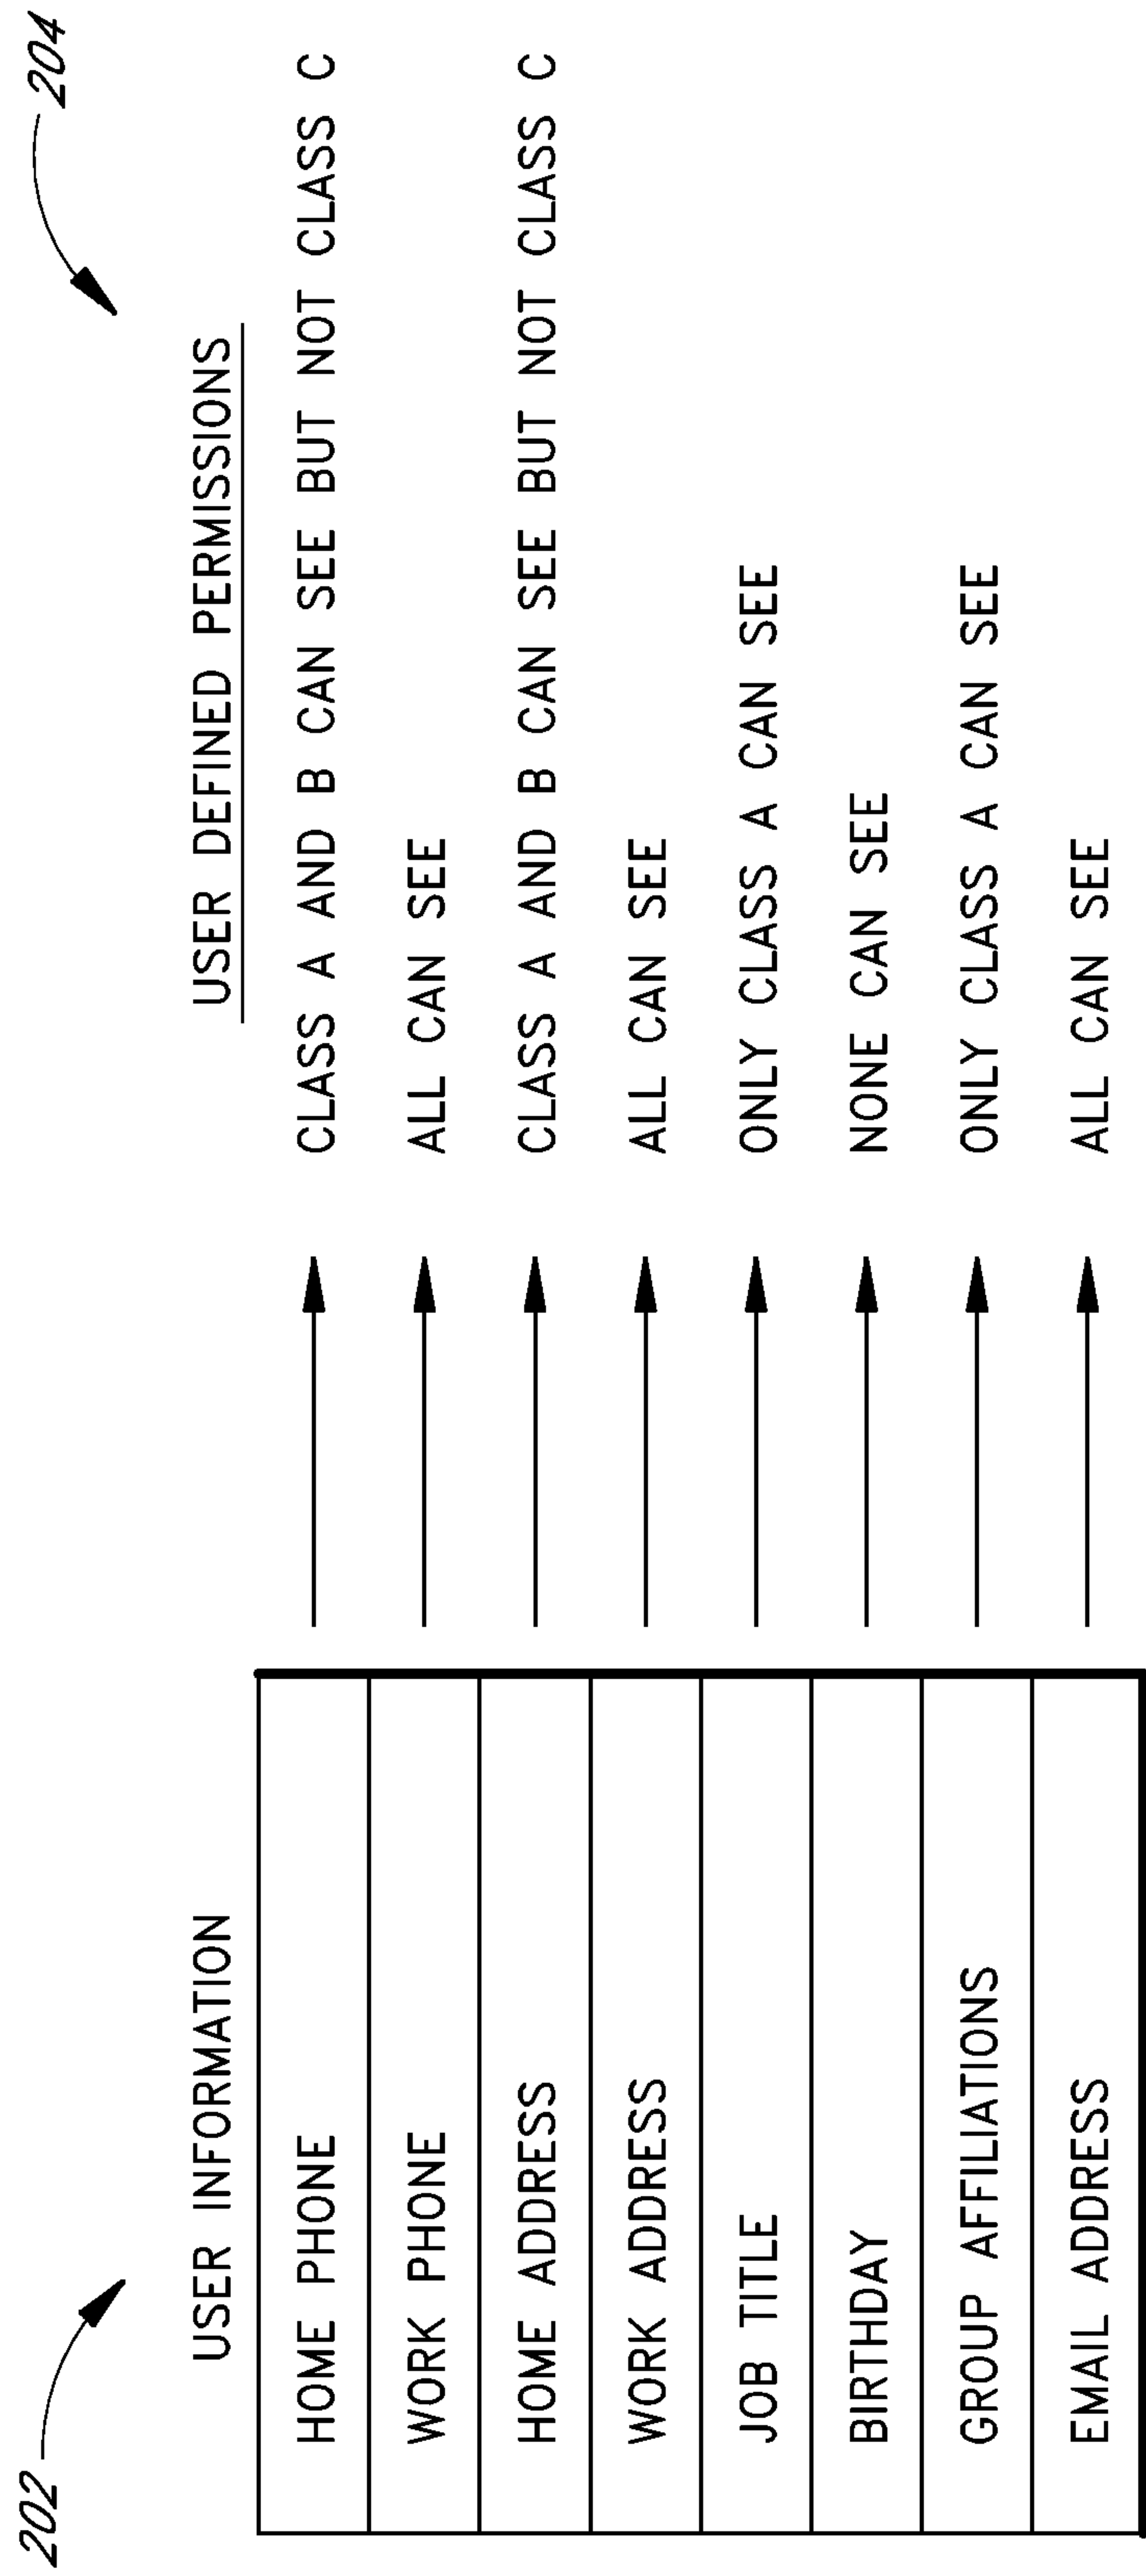 202
204
USER INFORMATION
USER DEFINED PERMISSIONS
HOME PHONE
CLASS A AND B CAN SEE BUT NOT CLASS C
WORK PHONE
ALL CAN SEE
HOME ADDRESS
CLASS A AND B CAN SEE BUT NOT CLASS C
WORK ADDRESS
ALL CAN SEE
JOB TITLE
ONLY CLASS A CAN SEE
BIRTHDAY
NONE CAN SEE
GROUP AFFILIATIONS
ONLY CLASS A CAN SEE
EMAIL ADDRESS
ALL CAN SEE